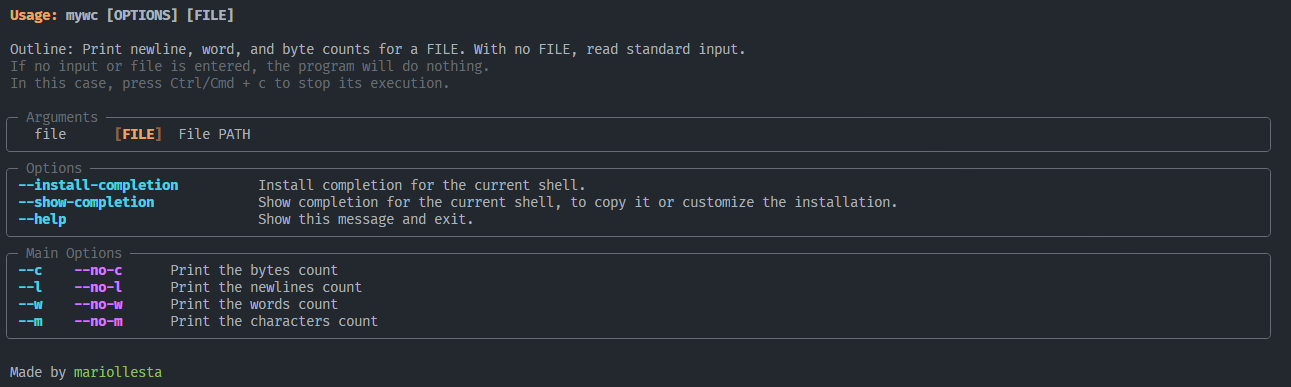 Usage: mywc [OPTIONS] [FILE]
Outline: Print newline, word, and byte counts for a FILE. With no FILE, read standard input.
If no input or file is entered, the program will do nothing.
In this case, press Ctrl/Cmd + c to stop its execution.
Arguments
file [FILE] File PATH
Options
--install-completion Install completion for the current shell.
--show-completion Show completion for the current shell, to copy it or customize the installation.
--help Show this message and exit.
Main Options
--c --no-c Print the bytes count
--l --no-l Print the newlines count
--w --no-w Print the words count
--m --no-m Print the characters count
Made by mariollesta